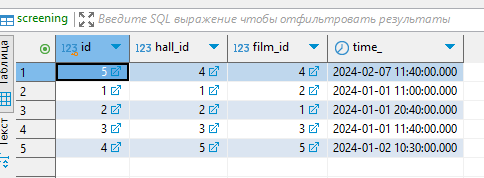 screening Введите SQL выражение чтобы отфильтровать результаты
Таблица
Текст
123 id 123 hall_id 123 film_id time_
1 5 4 4 2024-02-07 11:40:00.000
2 1 1 2 2024-01-01 11:00:00.000
3 2 2 1 2024-01-01 20:40:00.000
4 3 3 3 2024-01-01 11:40:00.000
5 4 5 5 2024-01-02 10:30:00.000